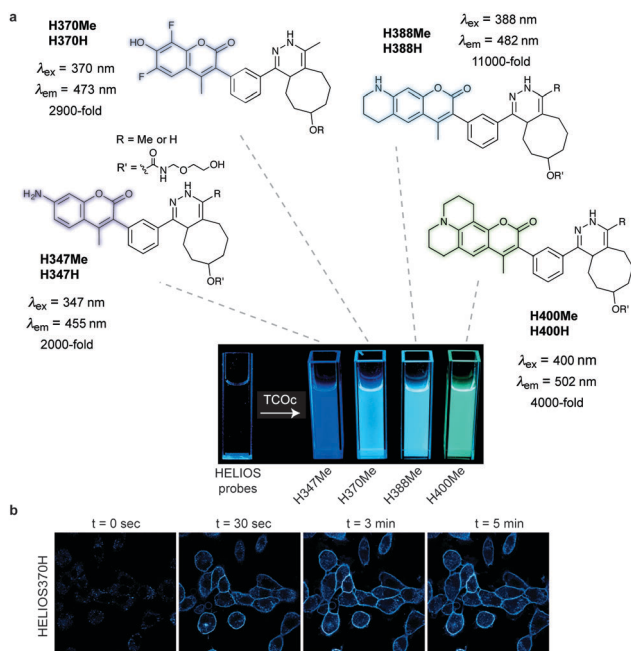 a
H370Me
H370H
λex = 370 nm
λem = 473 nm
2900-fold
HO
F
F
O
O
N
NH
OR
H388Me
H388H
λex = 388 nm
λem = 482 nm
11000-fold
H
N
O
O
N
NH
R
OR'
R = Me or H
R' =
O
N
H
O
OH
H2N
O
O
N
NH
R
OR'
H347Me
H347H
λex = 347 nm
λem = 455 nm
2000-fold
N
O
O
N
NH
R
OR'
H400Me
H400H
λex = 400 nm
λem = 502 nm
4000-fold
TCOc
HELIOS
probes
H347Me
H370Me
H388Me
H400Me
b
t = 0 sec
t = 30 sec
t = 3 min
t = 5 min
HELIOS370H